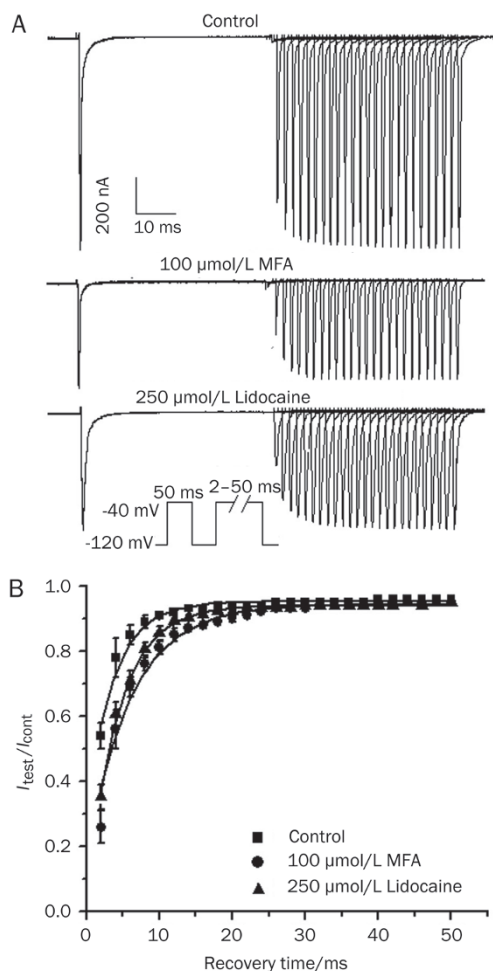 A
Control
200 nA
10 ms
100 μmol/L MFA
250 μmol/L Lidocaine
50 ms 2–50 ms
-40 mV
-120 mV
B
1.0
0.8
0.6
0.4
0.2
0.0
I_test/I_cont
Control
100 μmol/L MFA
250 μmol/L Lidocaine
0 10 20 30 40 50
Recovery time/ms